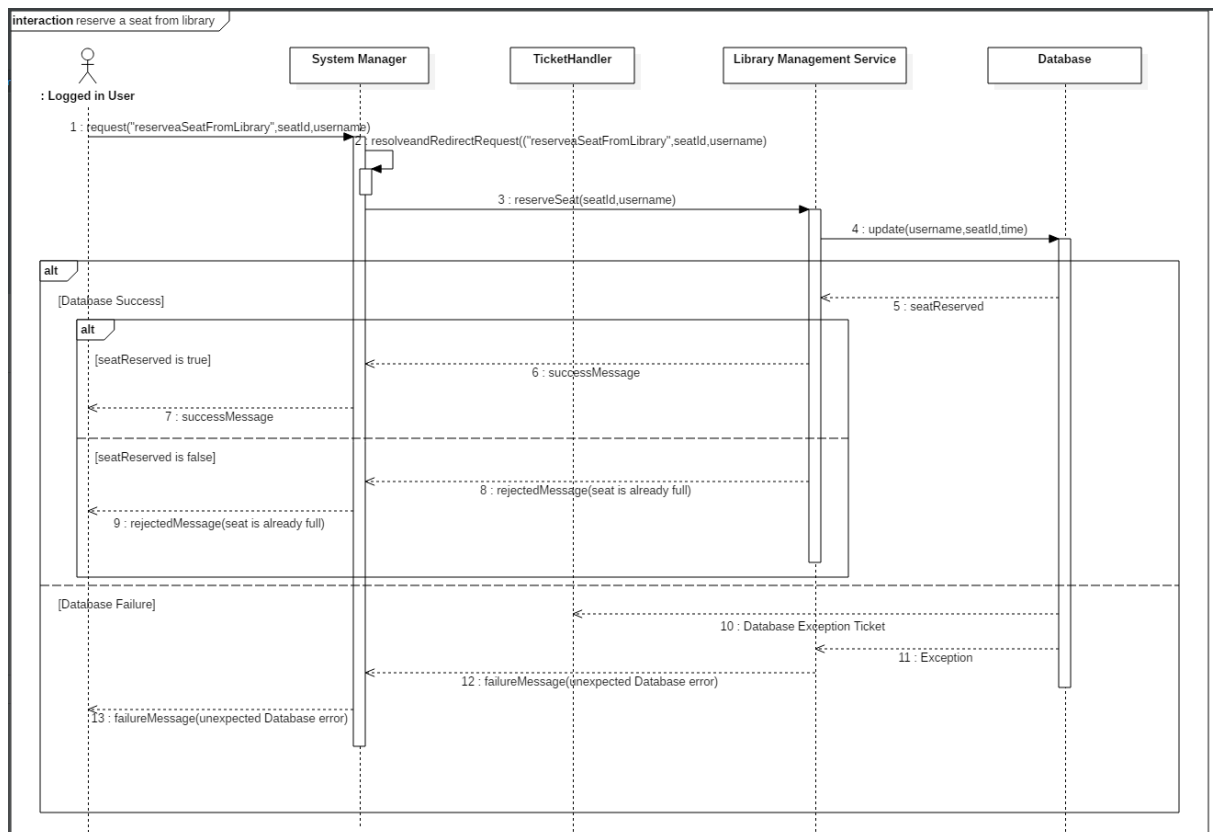 interaction reserve a seat from library
System Manager
TicketHandler
Library Management Service
Database
: Logged in User
1 : request("reserveaSeatFromLibrary",seatId,username)
2 : resolveandRedirectRequest(("reserveaSeatFromLibrary",seatId,username)
3 : reserveSeat(seatId,username)
4 : update(username,seatId,time)
alt
[Database Success]
5 : seatReserved
alt
[seatReserved is true]
6 : successMessage
7 : successMessage
[seatReserved is false]
8 : rejectedMessage(seat is already full)
9 : rejectedMessage(seat is already full)
[Database Failure]
10 : Database Exception Ticket
11 : Exception
12 : failureMessage(unexpected Database error)
13 : failureMessage(unexpected Database error)